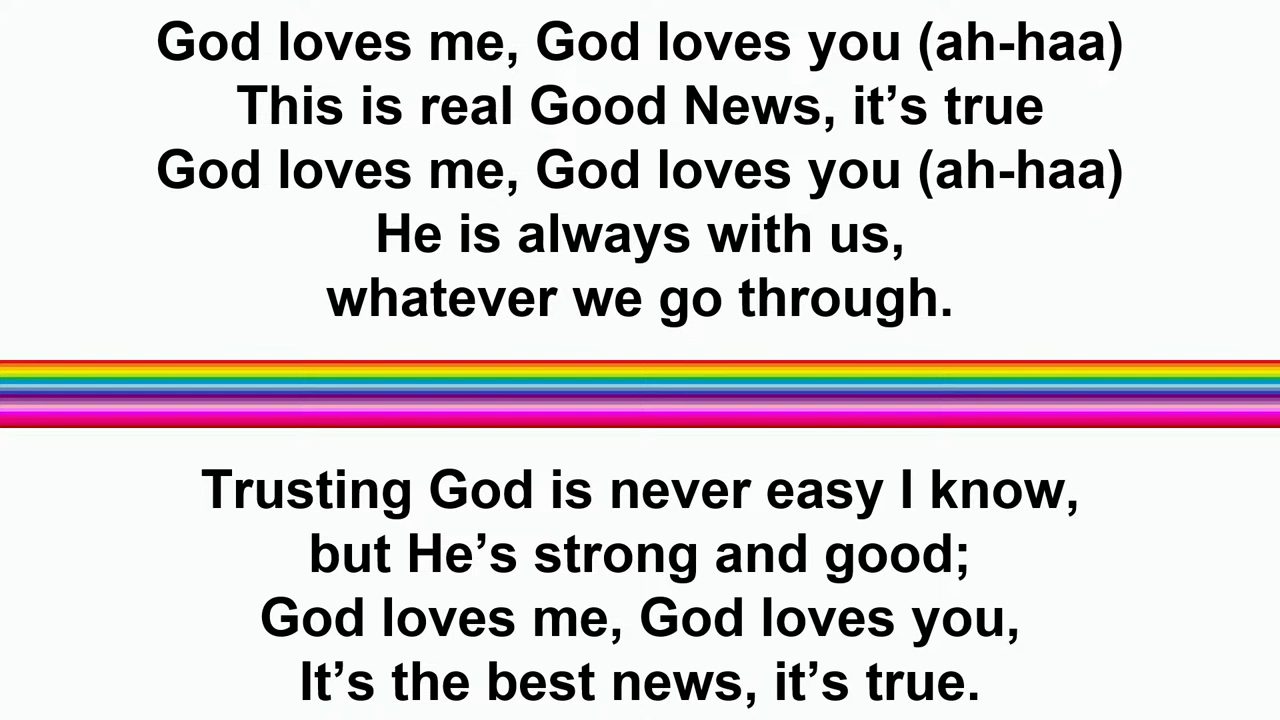 God loves me, God loves you (ah-haa)
This is real Good News, it’s true
God loves me, God loves you (ah-haa)
He is always with us,
whatever we go through.
Trusting God is never easy I know,
but He’s strong and good;
God loves me, God loves you,
It’s the best news, it’s true.